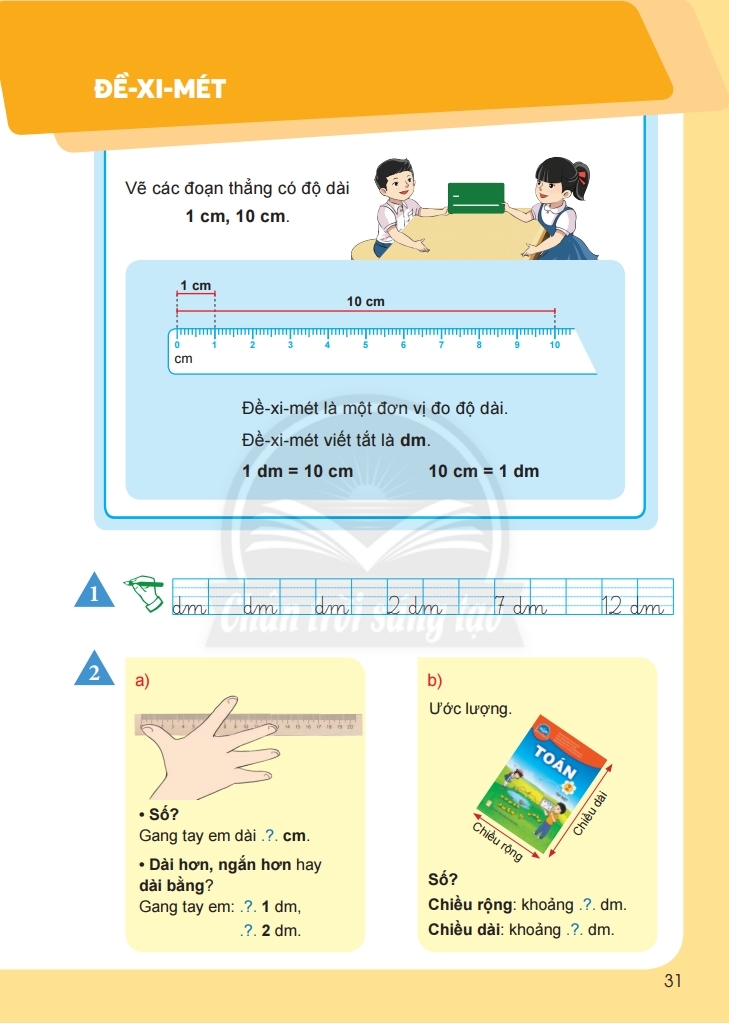 ĐỀ-XI-MÉT
Vẽ các đoạn thẳng có độ dài
1 cm, 10 cm.
1 cm
10 cm
0 1 2 3 4 5 6 7 8 9 10
cm
Đề-xi-mét là một đơn vị đo độ dài.
Đề-xi-mét viết tắt là dm.
1 dm = 10 cm 10 cm = 1 dm
1
dm dm dm 2 dm 7 dm 12 dm
Chân trời sáng tạo
2
a)
• Số?
Gang tay em dài .?. cm.
• Dài hơn, ngắn hơn hay
dài bằng?
Gang tay em: .?. 1 dm,
.?. 2 dm.
b)
Ước lượng.
TOÁN
2
Chiều rộng
Chiều dài
Số?
Chiều rộng: khoảng .?. dm.
Chiều dài: khoảng .?. dm.
31